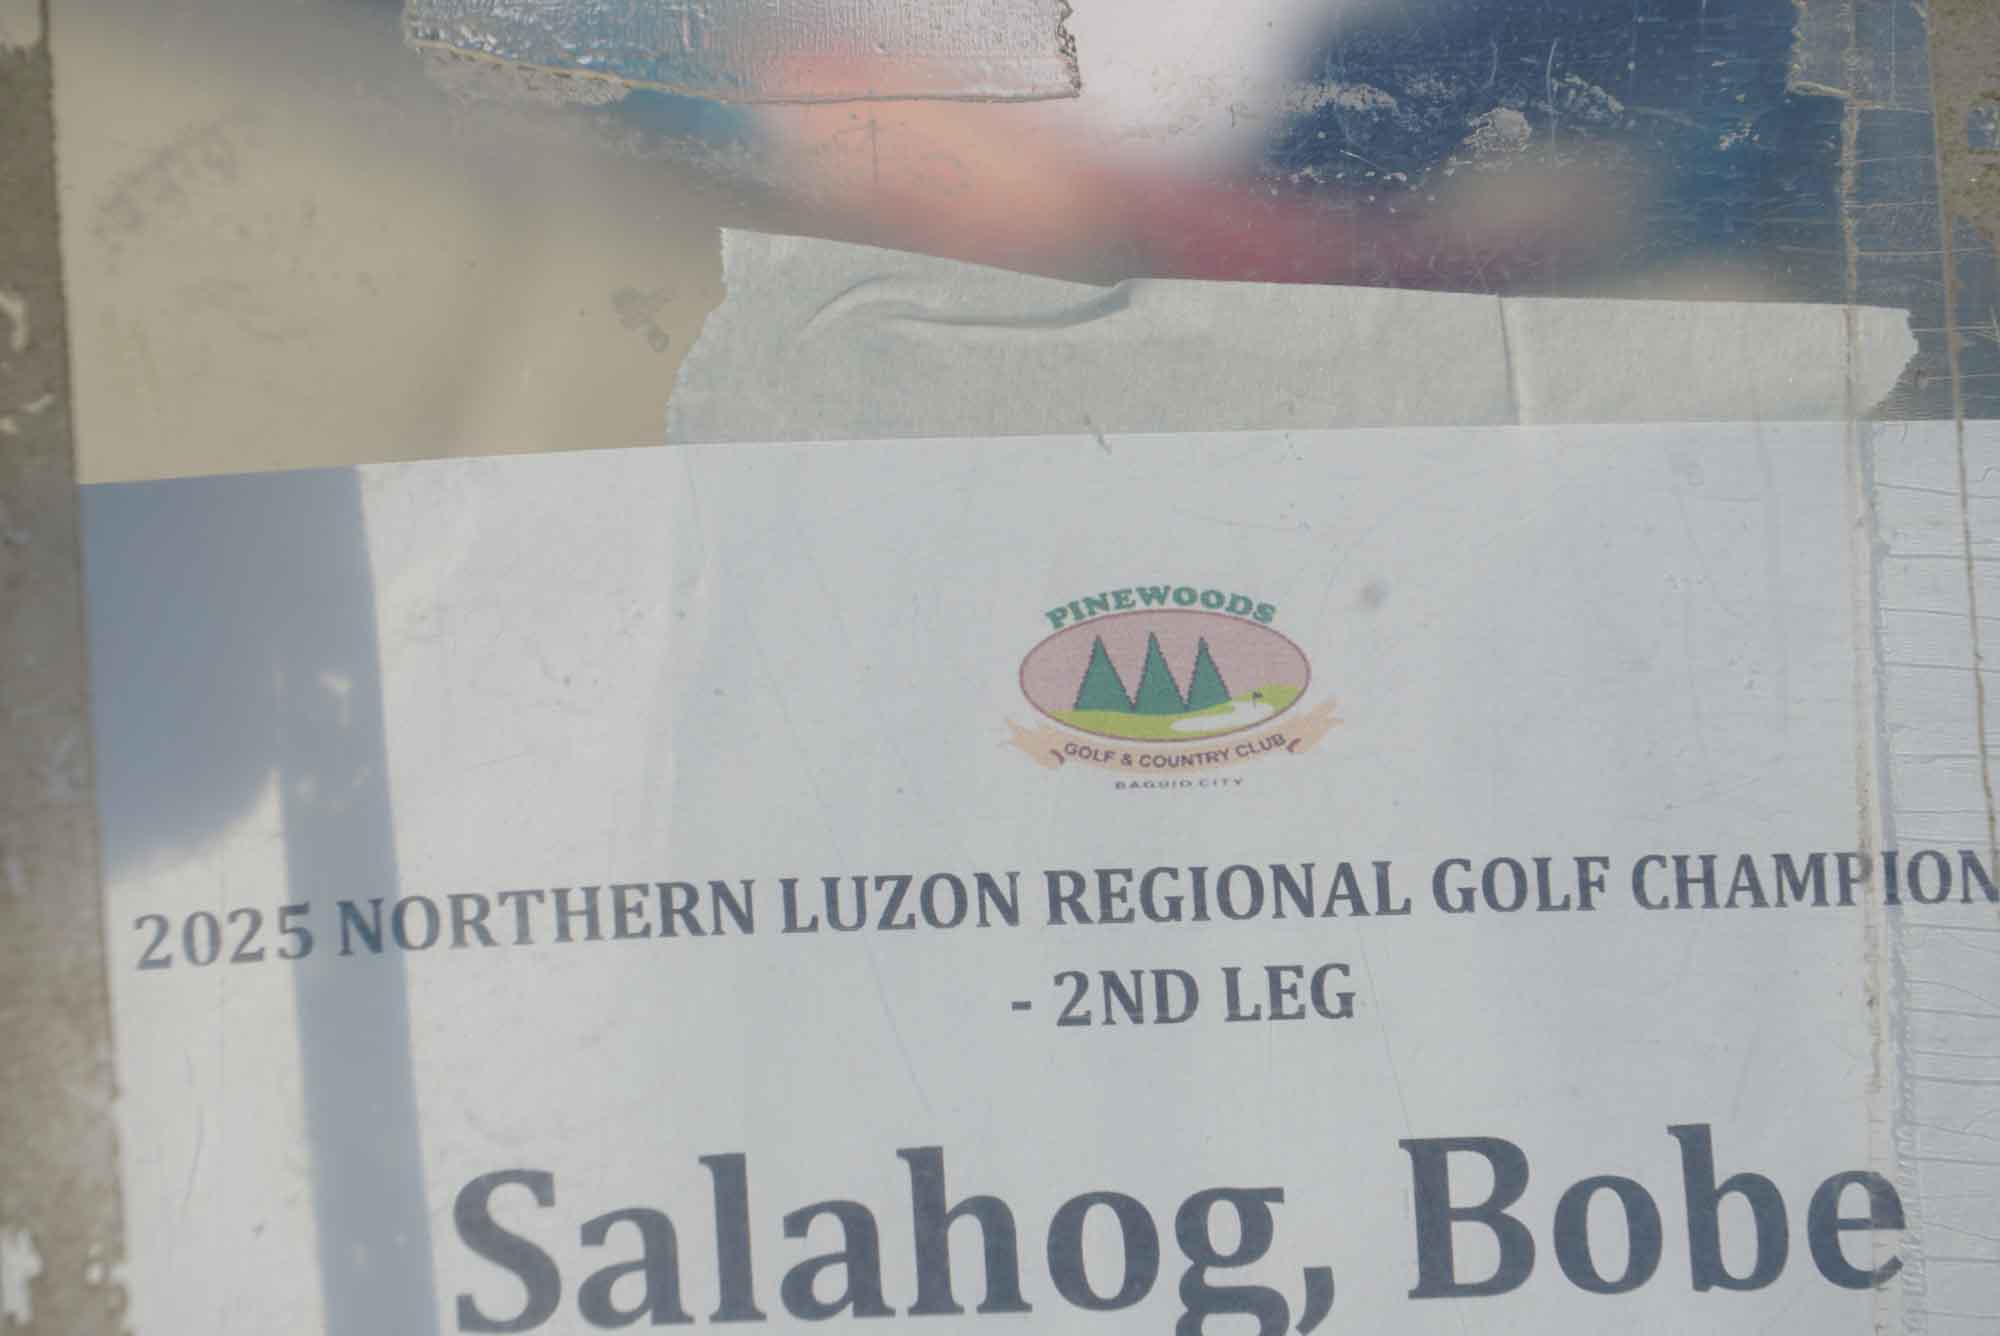 PINEWOODS
GOLF & COUNTRY CLUB
BAGUIO CITY
2025 NORTHERN LUZON REGIONAL GOLF CHAMPION
- 2ND LEG
Salahog, Bobe